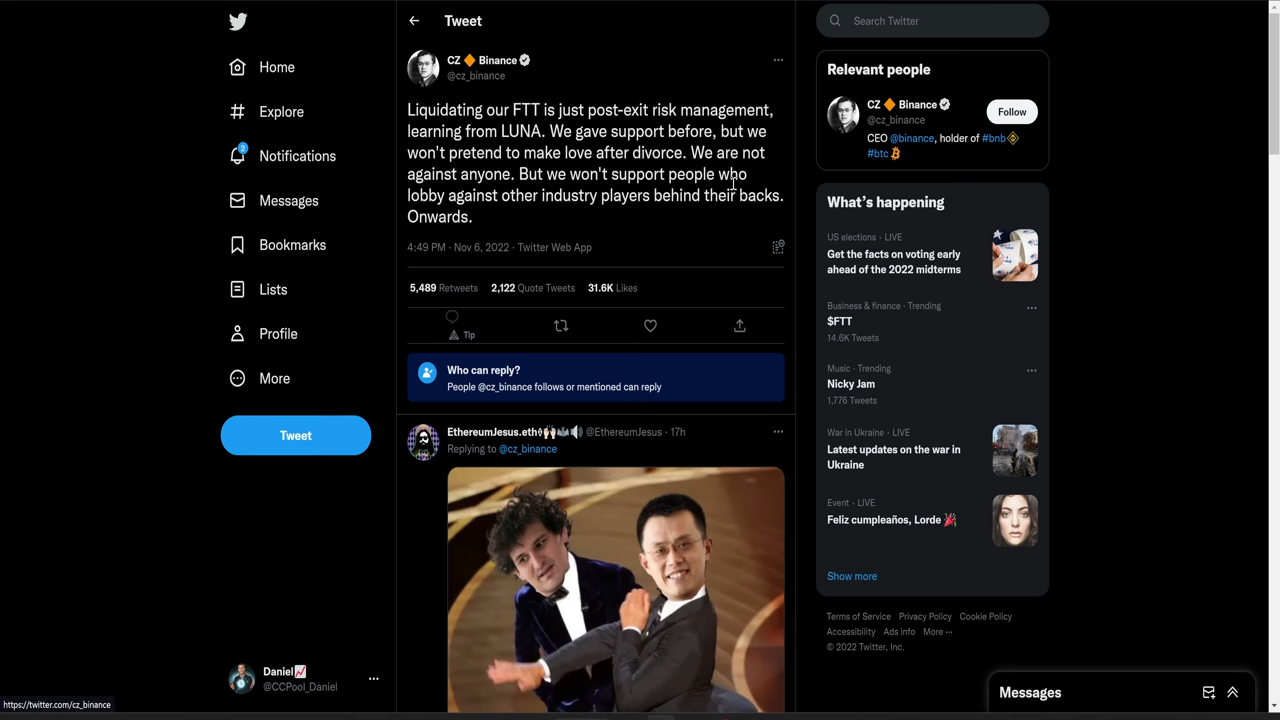 Tweet
Search Twitter
Home
Explore
2
Notifications
Messages
Bookmarks
Lists
Profile
More
Tweet
Daniel📈
@CCPool_Daniel
https://twitter.com/cz_binance
CZ 🔶 Binance
@cz_binance
Liquidating our FTT is just post-exit risk management,
learning from LUNA. We gave support before, but we
won't pretend to make love after divorce. We are not
against anyone. But we won't support people who
lobby against other industry players behind their backs.
Onwards.
4:49 PM · Nov 6, 2022 · Twitter Web App
5,489 Retweets 2,122 Quote Tweets 31.6K Likes
Tip
Who can reply?
People @cz_binance follows or mentioned can reply
EthereumJesus.eth @EthereumJesus · 17h
Replying to @cz_binance
Relevant people
CZ 🔶 Binance
@cz_binance
Follow
CEO @binance, holder of #bnb
#btc
What's happening
US elections · LIVE
Get the facts on voting early
ahead of the 2022 midterms
Business & finance · Trending
$FTT
14.6K Tweets
Music · Trending
Nicky Jam
1,776 Tweets
War in Ukraine · LIVE
Latest updates on the war in
Ukraine
Event · LIVE
Feliz cumpleaños, Lorde 🎉
Show more
Terms of Service Privacy Policy Cookie Policy
Accessibility Ads info More ···
© 2022 Twitter, Inc.
Messages